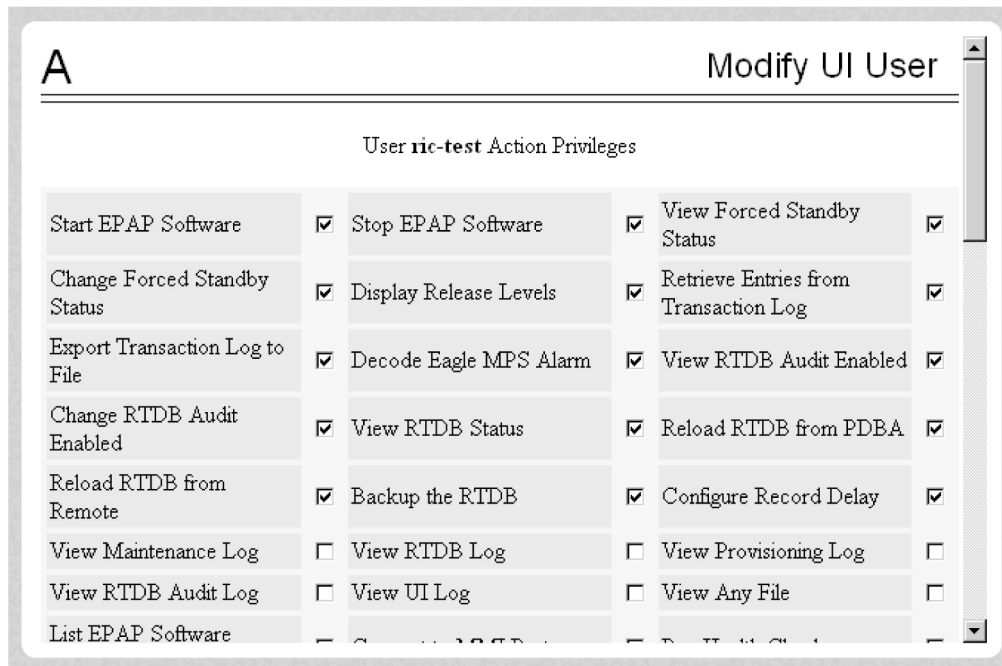 A
Modify UI User
User ric-test Action Privileges
Start EPAP Software
Stop EPAP Software
View Forced Standby
Status
Change Forced Standby
Status
Display Release Levels
Retrieve Entries from
Transaction Log
Export Transaction Log to
File
Decode Eagle MPS Alarm
View RTDB Audit Enabled
Change RTDB Audit
Enabled
View RTDB Status
Reload RTDB from PDBA
Reload RTDB from
Remote
Backup the RTDB
Configure Record Delay
View Maintenance Log
View RTDB Log
View Provisioning Log
View RTDB Audit Log
View UI Log
View Any File
List EPAP Software